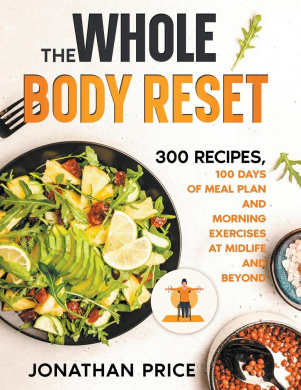 THE WHOLE
BODY RESET
300 RECIPES,
100 DAYS
OF MEAL PLAN
AND
MORNING
EXERCISES
AT MIDLIFE
AND
BEYOND
JONATHAN PRICE